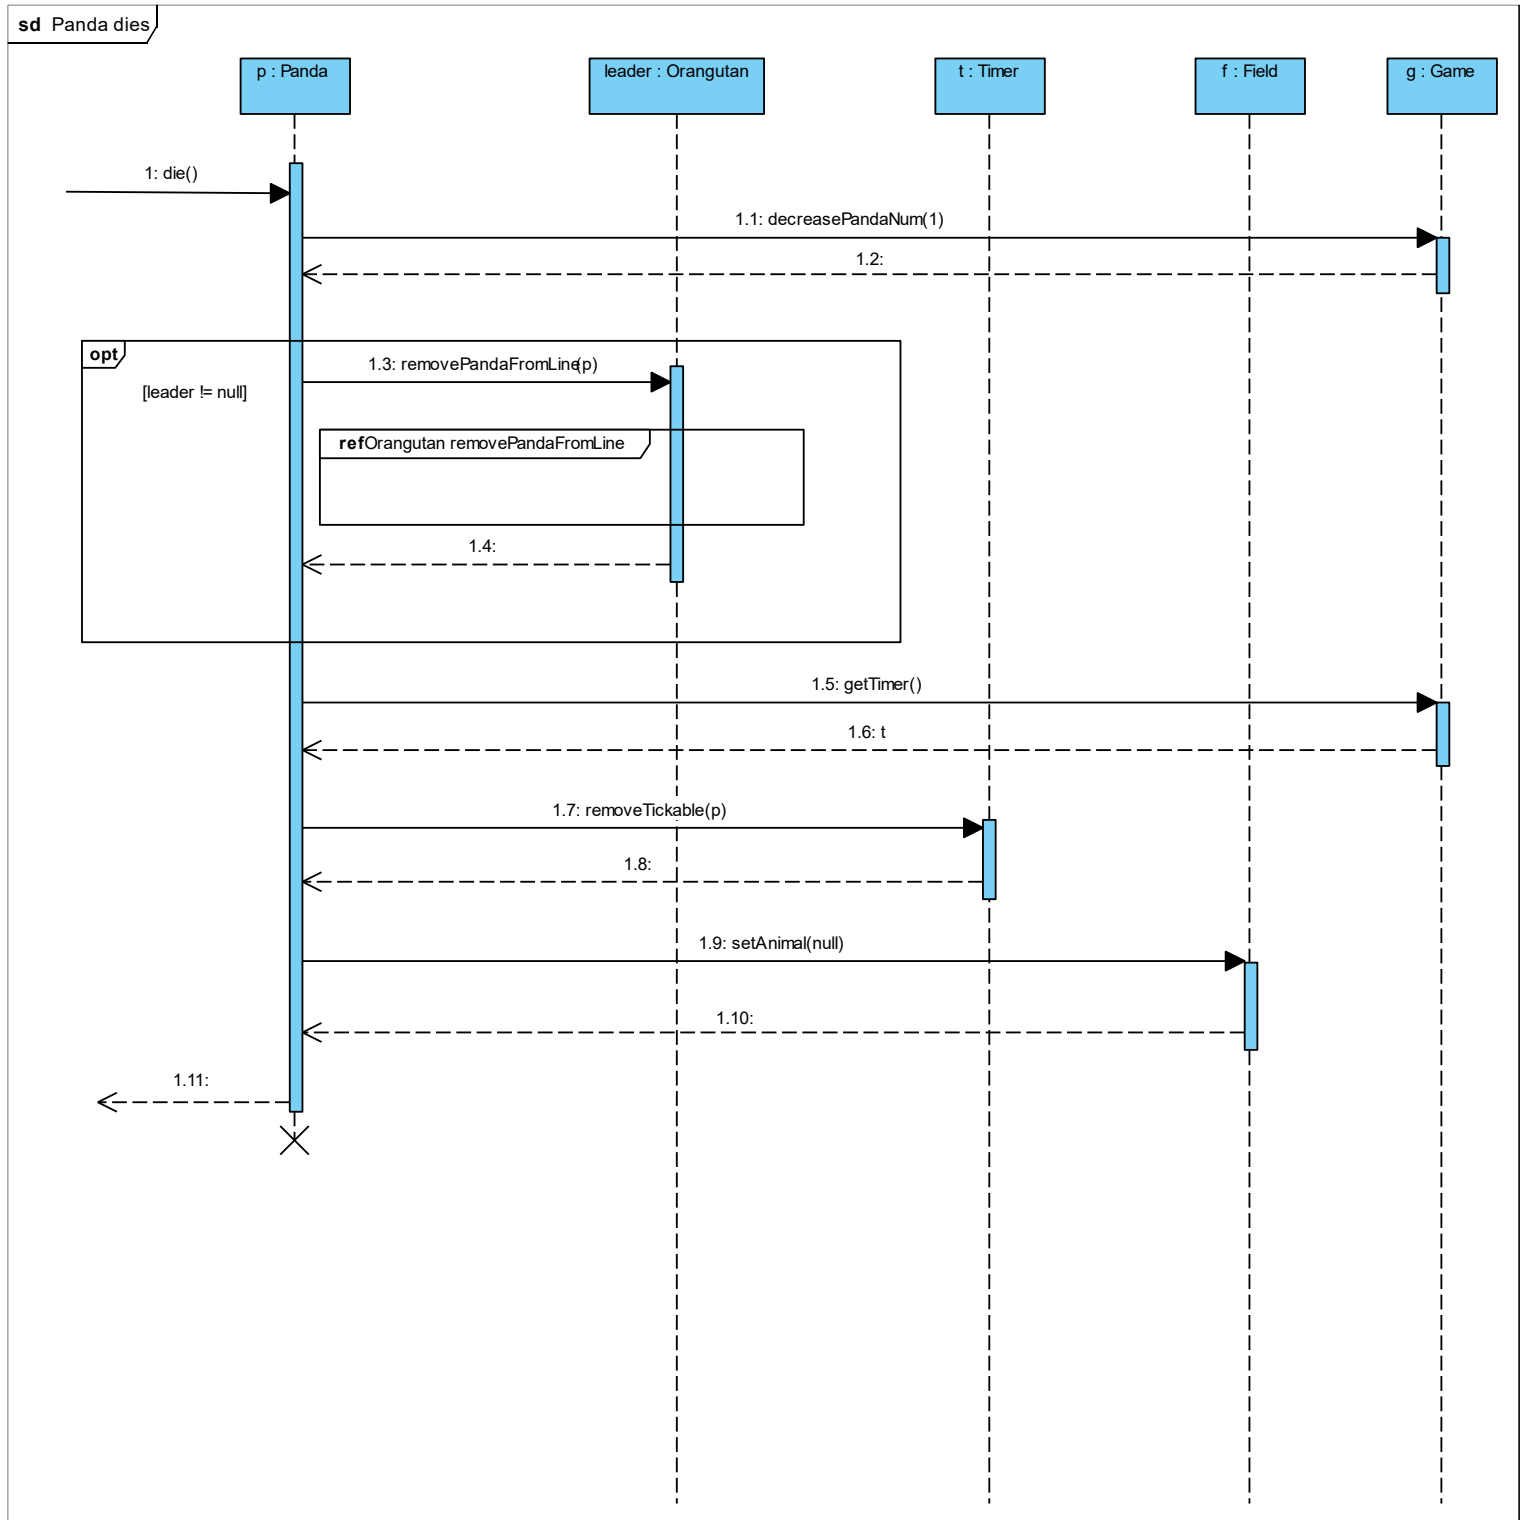 sd Panda dies
p : Panda
leader : Orangutan
t : Timer
f : Field
g : Game
1: die()
1.1: decreasePandaNum(1)
1.2:
opt
1.3: removePandaFromLine(p)
[leader != null]
refOrangutan removePandaFromLine
1.4:
1.5: getTimer()
1.6: t
1.7: removeTickable(p)
1.8:
1.9: setAnimal(null)
1.10:
1.11: